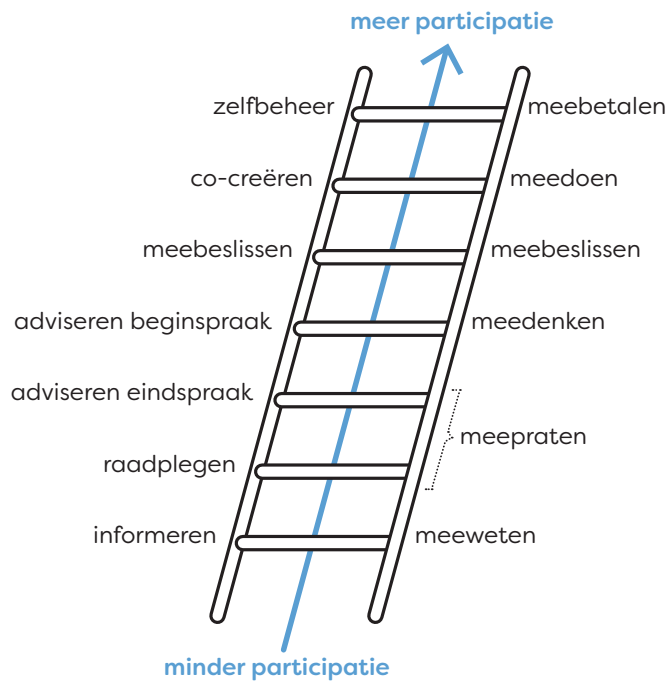 meer participatie
zelfbeheer
meebetalen
co-creëren
meedoen
meebeslissen
meebeslissen
adviseren beginspraak
meedenken
adviseren eindspraak
meepraten
raadplegen
informeren
meeweten
minder participatie